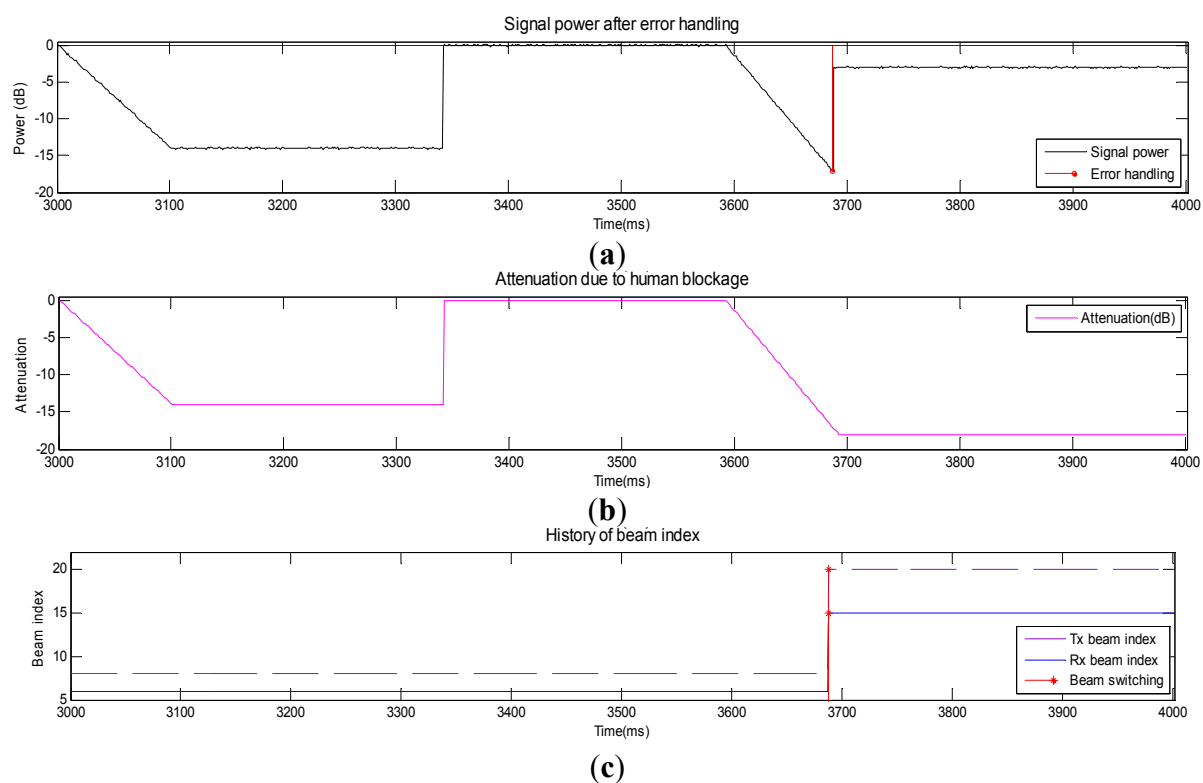 Signal power after error handling
Power (dB)
0
-5
-10
-15
-20
Signal power
Error handling
3000 3100 3200 3300 3400 3500 3600 3700 3800 3900 4000
Time(ms)
(a)
Attenuation due to human blockage
Attenuation
0
-5
-10
-15
-20
Attenuation(dB)
3000 3100 3200 3300 3400 3500 3600 3700 3800 3900 4000
Time(ms)
(b)
History of beam index
Beam index
20
15
10
5
Tx beam index
Rx beam index
Beam switching
3000 3100 3200 3300 3400 3500 3600 3700 3800 3900 4000
Time(ms)
(c)